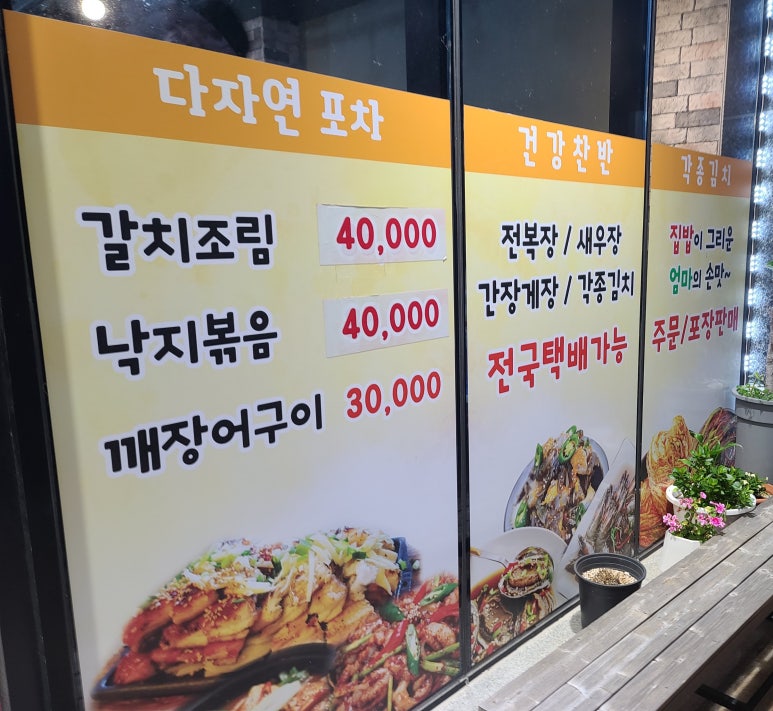 다자연 포차
갈치조림 40,000
낙지볶음 40,000
깨장어구이 30,000
건강찬반
전복장 / 새우장
간장게장 / 각종김치
전국택배가능
각종김치
집밥이 그리운
엄마의 손맛~
주문/포장판매